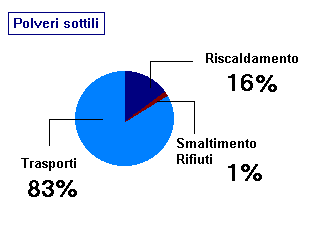 Polveri sottili
Riscaldamento
16%
Smaltimento
Rifiuti
1%
Trasporti
83%